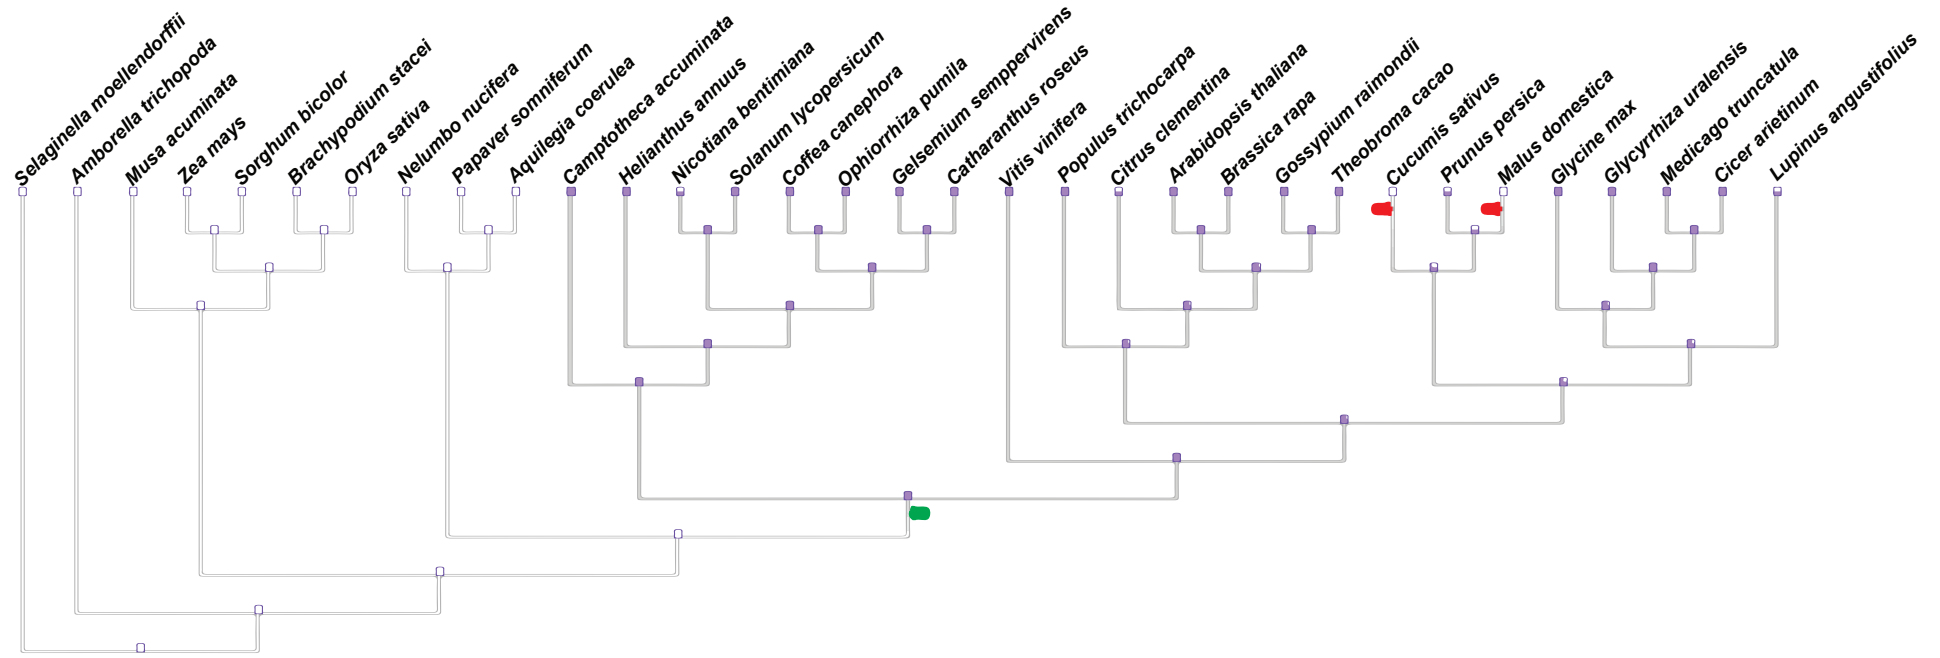 Selaginella moellendorffii
Amborella trichopoda
Musa acuminata
Zea mays
Sorghum bicolor
Brachypodium stacei
Oryza sativa
Nelumbo nucifera
Papaver somniferum
Aquilegia coerulea
Camptotheca accuminata
Helianthus annuus
Nicotiana bentimiana
Solanum lycopersicum
Coffea canephora
Ophiorrhiza pumila
Gelsemium semppervirens
Catharanthus roseus
Vitis vinifera
Populus trichocarpa
Citrus clementina
Arabidopsis thaliana
Brassica rapa
Gossypium raimondii
Theobroma cacao
Cucumis sativus
Prunus persica
Malus domestica
Glycine max
Glycyrrhiza uralensis
Medicago truncatula
Cicer arietinum
Lupinus angustifolius